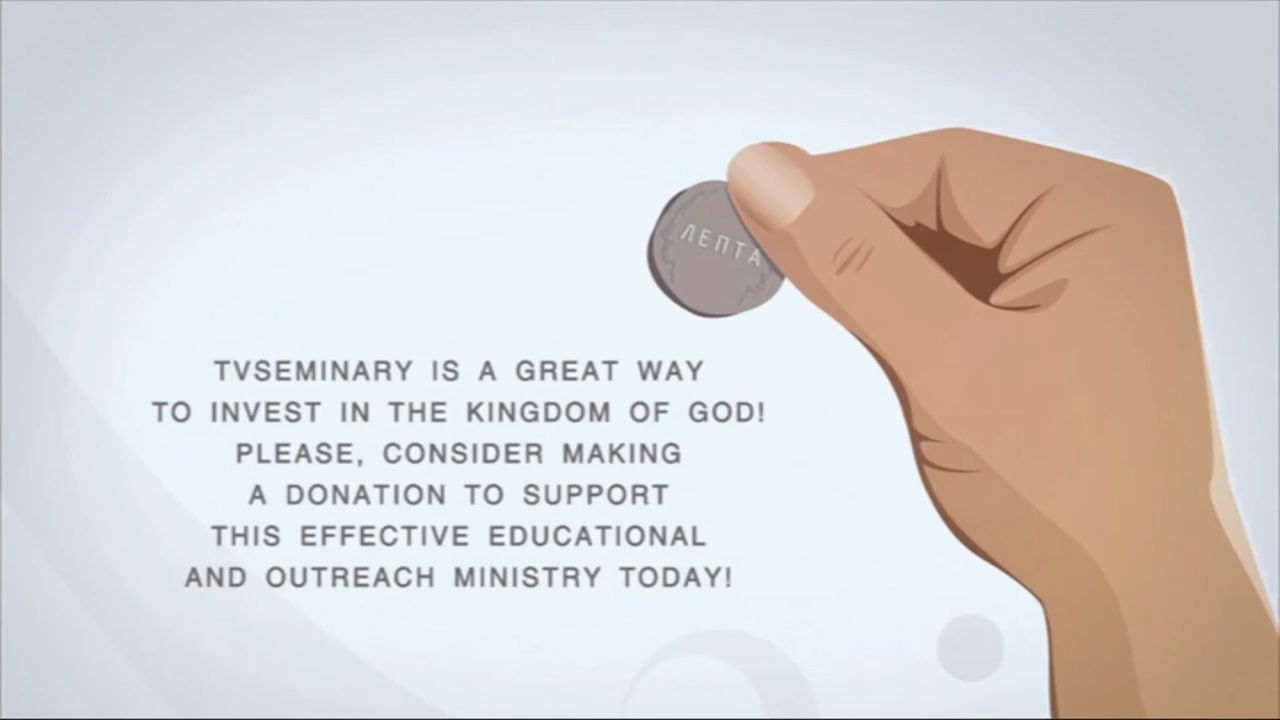 ΛΕΠΤΑ
TVSEMINARY IS A GREAT WAY
TO INVEST IN THE KINGDOM OF GOD!
PLEASE, CONSIDER MAKING
A DONATION TO SUPPORT
THIS EFFECTIVE EDUCATIONAL
AND OUTREACH MINISTRY TODAY!